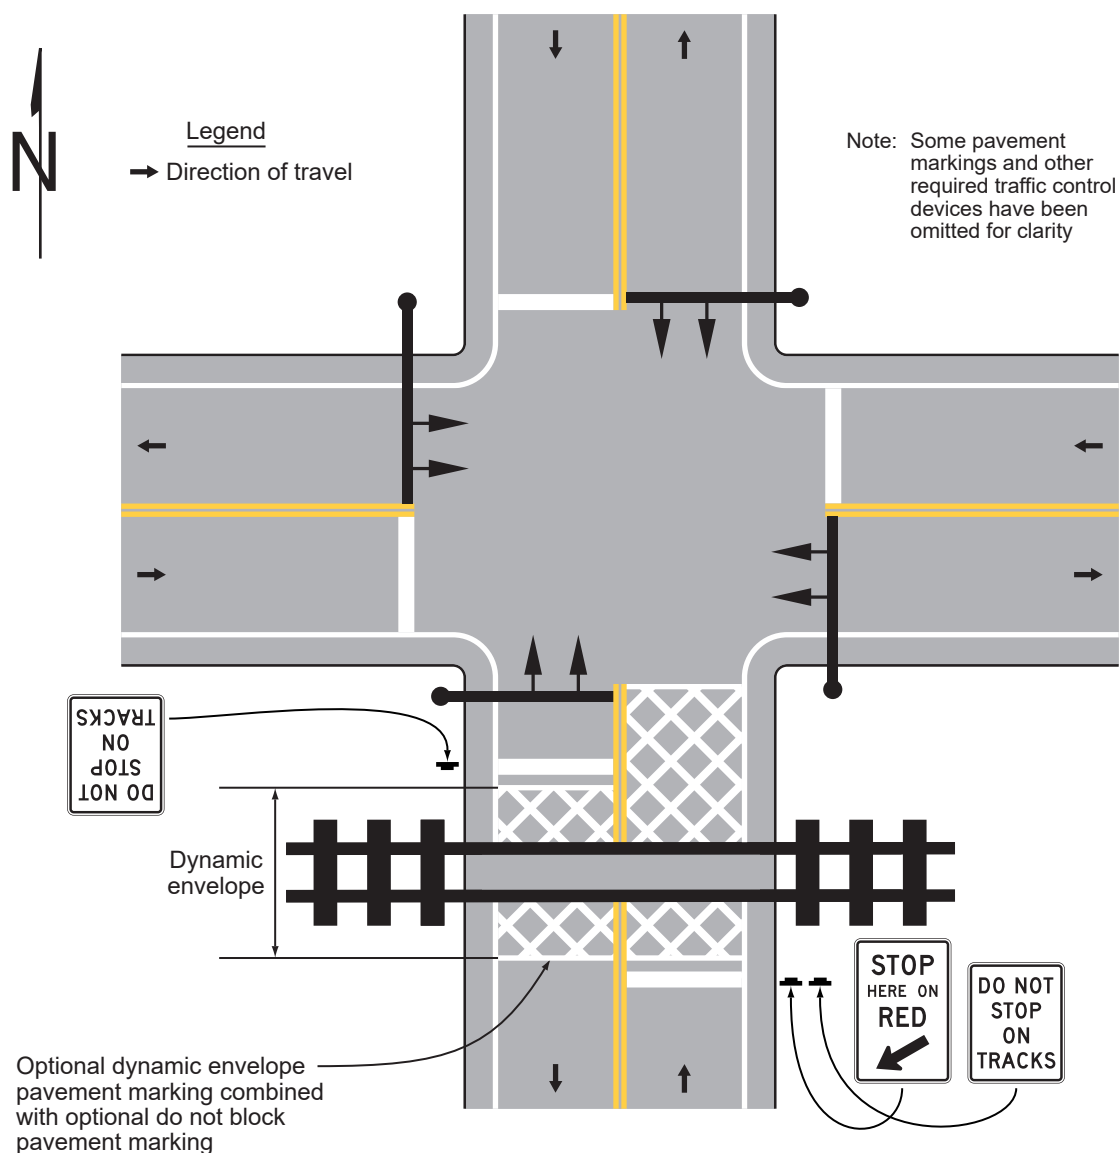 N
Legend
Direction of travel
Note: Some pavement
markings and other
required traffic control
devices have been
omitted for clarity
DO NOT
STOP
ON
TRACKS
Dynamic
envelope
STOP
HERE ON
RED
DO NOT
STOP
ON
TRACKS
Optional dynamic envelope
pavement marking combined
with optional do not block
pavement marking